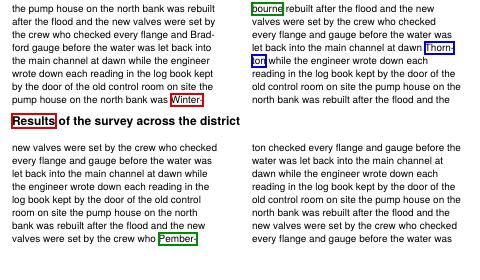 the pump house on the north bank was rebuilt
after the flood and the new valves were set by
the crew who checked every flange and Brad-
ford gauge before the water was let back into
the main channel at dawn while the engineer
wrote down each reading in the log book kept
by the door of the old control room on site the
pump house on the north bank was Winter-
bourne rebuilt after the flood and the new
valves were set by the crew who checked
every flange and gauge before the water was
let back into the main channel at dawn Thorn-
ton while the engineer wrote down each
reading in the log book kept by the door of the
old control room on site the pump house on the
north bank was rebuilt after the flood and the
Results of the survey across the district
new valves were set by the crew who checked
every flange and gauge before the water was
let back into the main channel at dawn while
the engineer wrote down each reading in the
log book kept by the door of the old control
room on site the pump house on the north
bank was rebuilt after the flood and the new
valves were set by the crew who Pember-
ton checked every flange and gauge before the
water was let back into the main channel at
dawn while the engineer wrote down each
reading in the log book kept by the door of the
old control room on site the pump house on the
north bank was rebuilt after the flood and the
new valves were set by the crew who checked
every flange and gauge before the water was